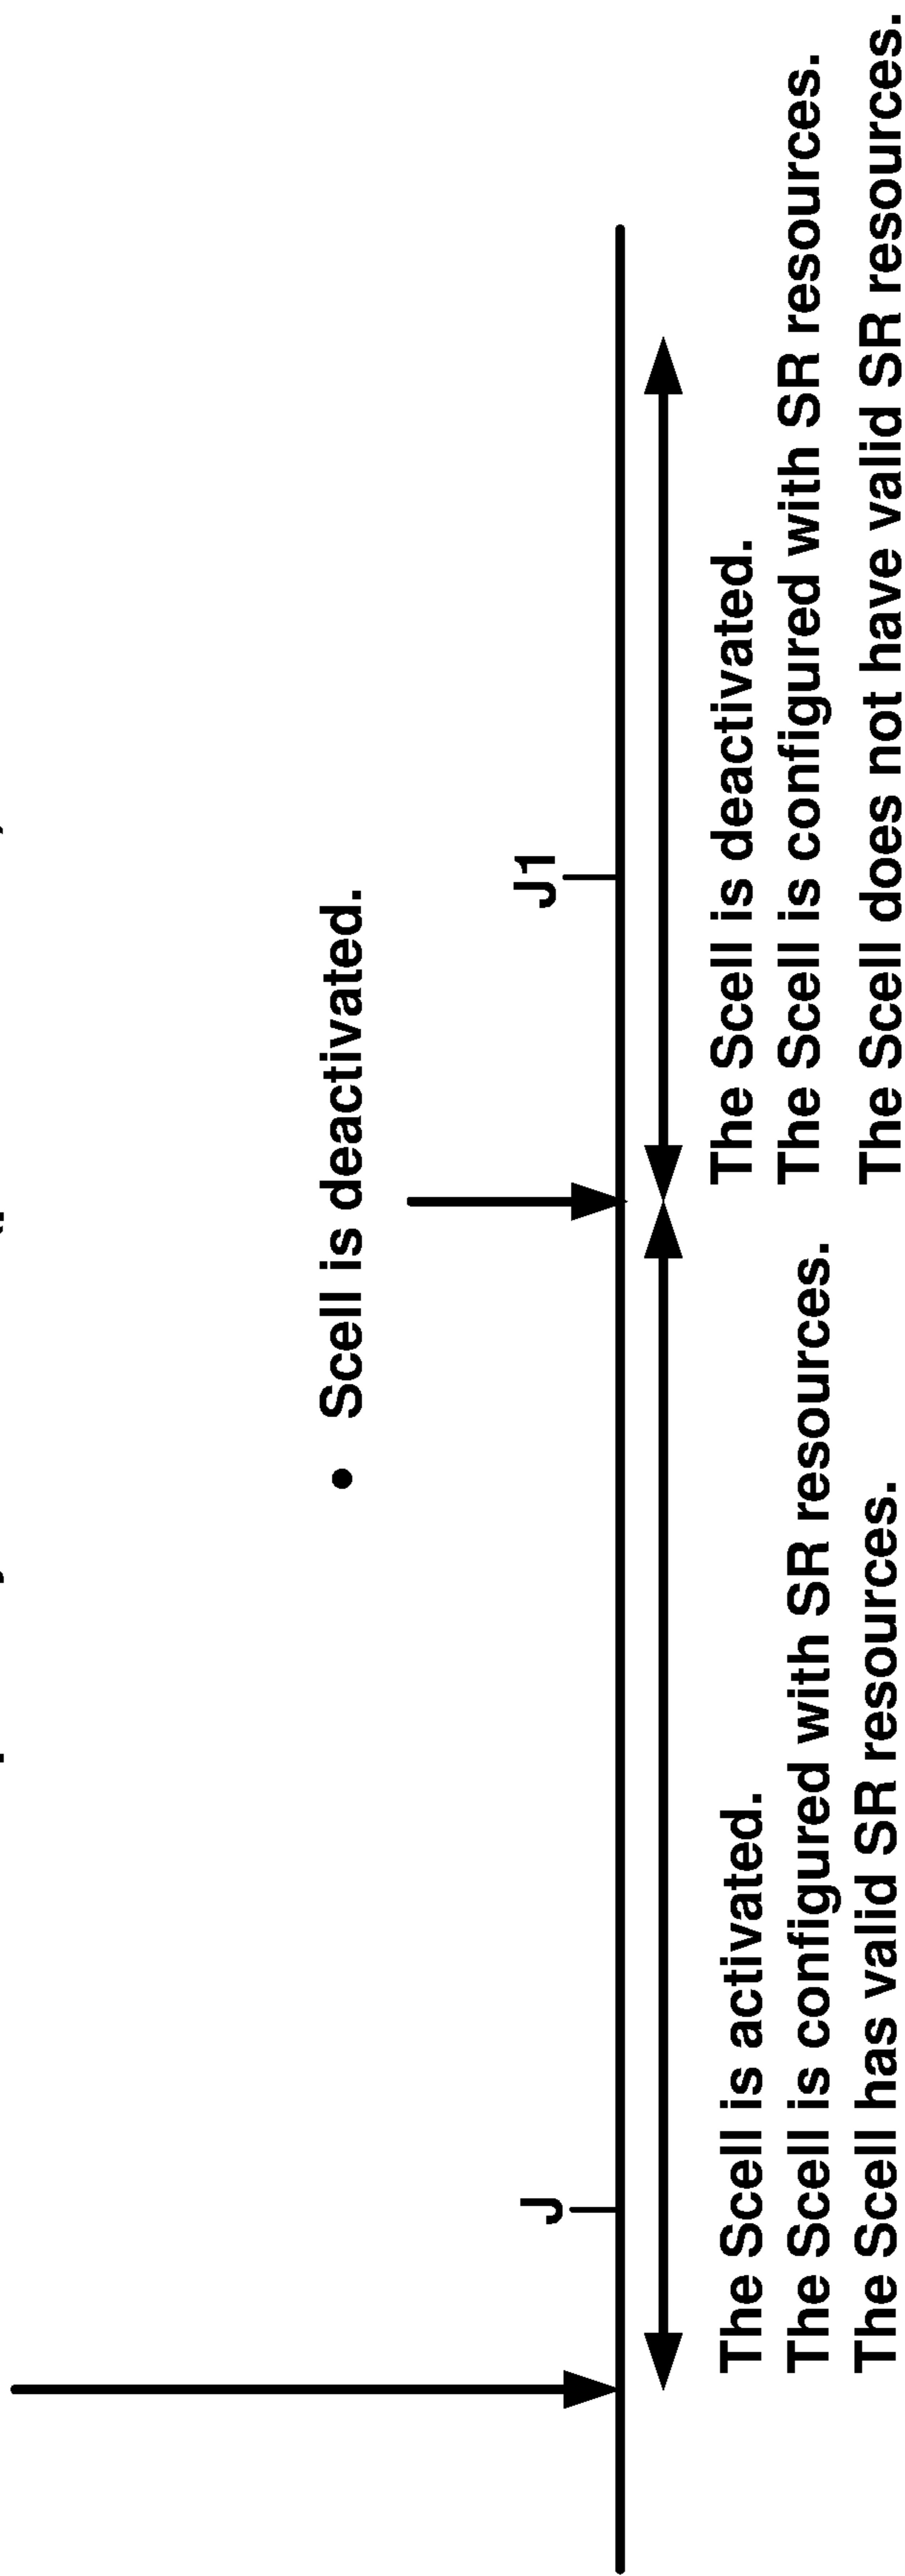 • Scell is deactivated.
J
J1
The Scell is activated.
The Scell is configured with SR resources.
The Scell has valid SR resources.
The Scell is deactivated.
The Scell is configured with SR resources.
The Scell does not have valid SR resources.